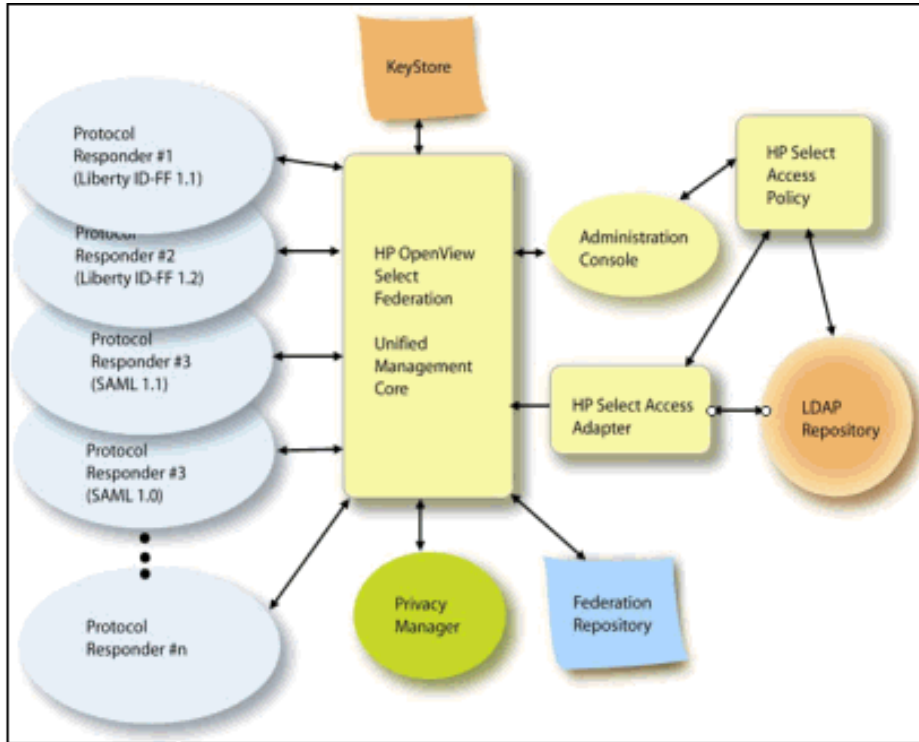 KeyStore
Protocol
Responder #1
(Liberty ID-FF 1.1)
Protocol
Responder #2
(Liberty ID-FF 1.2)
Protocol
Responder #3
(SAML 1.1)
Protocol
Responder #3
(SAML 1.0)
Protocol
Responder #n
HP OpenView
Select
Federation
Unified
Management
Core
Administration
Console
HP Select
Access
Policy
HP Select Access
Adapter
LDAP
Repository
Privacy
Manager
Federation
Repository